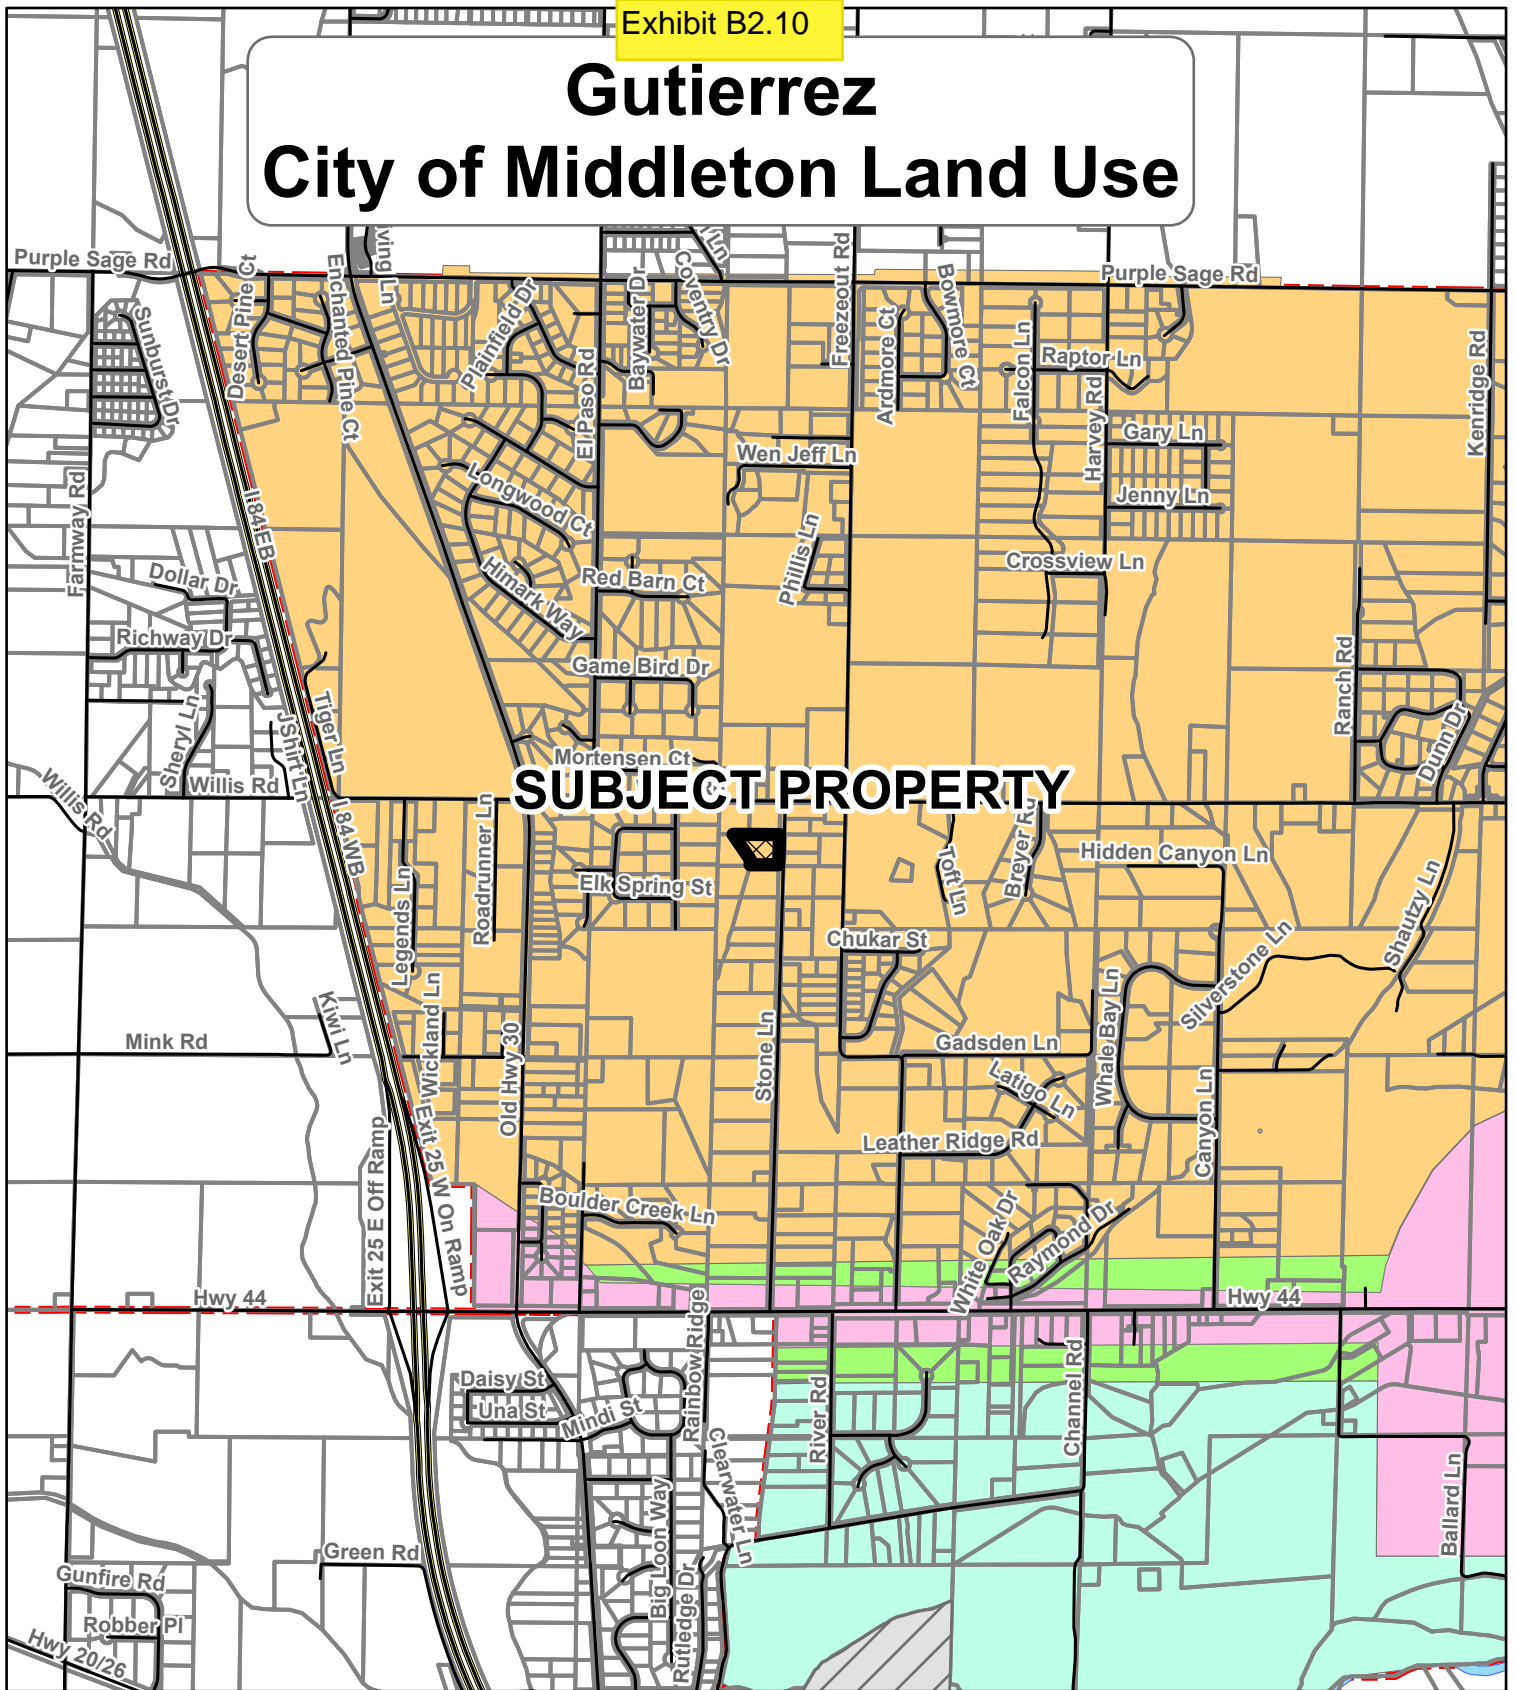 Exhibit B2.10
Gutierrez
City of Middleton Land Use
Purple Sage Rd
Purple Sage Rd
Desert Pine Ct
Enchanted Pine Ct
iving Ln
Plainfield Dr
El Paso Rd
Baywater Dr
Coventry Dr
Ln
Freezeout Rd
Ardmore Ct
Bowmore Ct
Falcon Ln
Raptor Ln
Harvey Rd
Kenridge Rd
Sunburst Dr
Gary Ln
Wen Jeff Ln
Longwood Ct
Jenny Ln
Farmway Rd
I84EB
Phillis Ln
Crossview Ln
Dollar Dr
Himark Way
Red Barn Ct
Richway Dr
Game Bird Dr
Ranch Rd
Sheryl Ln
JShirt Ln
Tiger Ln
Dunn Dr
Mortensen Ct
Willis Rd
Willis Rd
SUBJECT PROPERTY
I 84 WB
Legends Ln
Roadrunner Ln
Elk Spring St
Toft Ln
Breyer Rd
Hidden Canyon Ln
Shautzy Ln
Chukar St
Silverstone Ln
Kiwi Ln
Wickland Ln
Mink Rd
Old Hwy 30
Stone Ln
Gadsden Ln
Latigo Ln
Whale Bay Ln
Canyon Ln
Leather Ridge Rd
Exit 25 E Off Ramp
Exit 25 W On Ramp
Boulder Creek Ln
White Oak Dr
Raymond Dr
Hwy 44
Hwy 44
Rainbow Ridge
Daisy St
Una St
Mindi St
River Rd
Channel Rd
Clearwater Ln
Big Loon Way
Rutledge Dr
Ballard Ln
Green Rd
Gunfire Rd
Robber Pl
Hwy 20/26